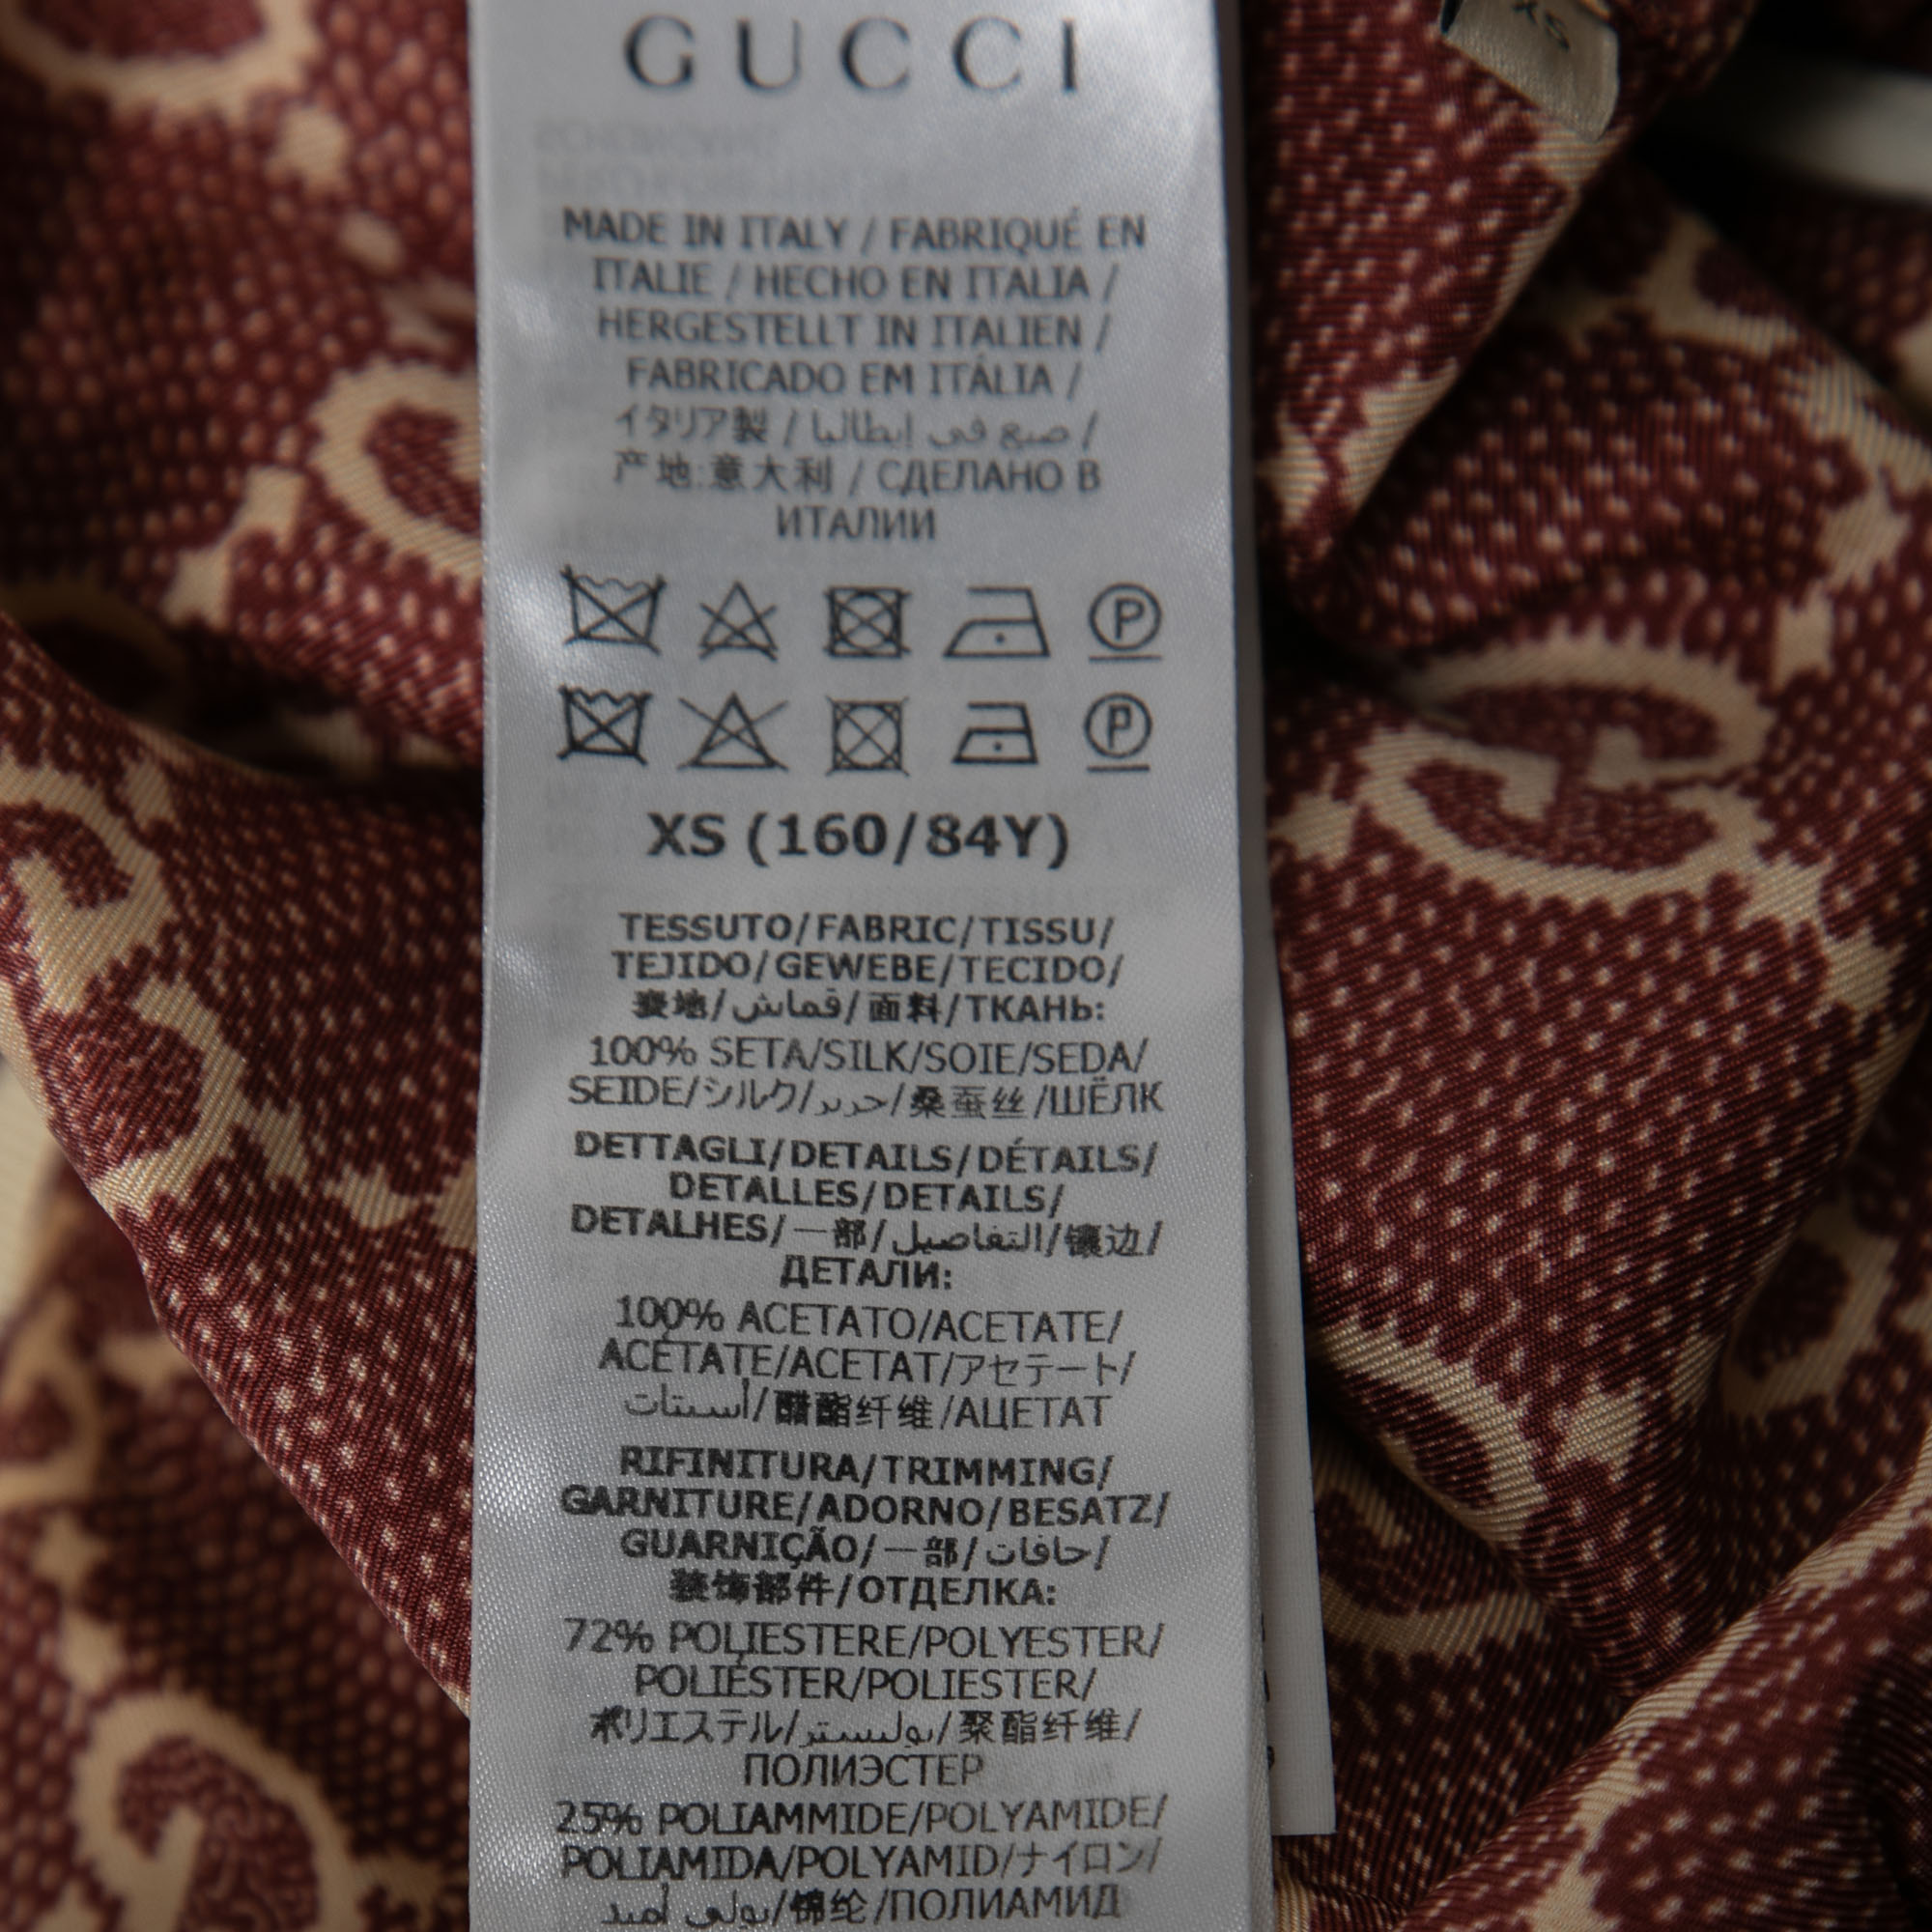 GUCCI
MADE IN ITALY / FABRIQUÉ EN
ITALIE / HECHO EN ITALIA /
HERGESTELLT IN ITALIEN /
FABRICADO EM ITÁLIA /
イタリア製 / صنع في إيطاليا /
产地:意大利 / СДЕЛАНО В
ИТАЛИИ
P
P
XS (160/84Y)
TESSUTO/FABRIC/TISSU/
TEJIDO/GEWEBE/TECIDO/
表地/قماش/面料/ТКАНЬ:
100% SETA/SILK/SOIE/SEDA/
SEIDE/シルク/حرير/桑蚕丝/ШЁЛК
DETTAGLI/DETAILS/DÉTAILS/
DETALLES/DETAILS/
DETALHES/一部/التفاصيل/镶边/
ДЕТАЛИ:
100% ACETATO/ACETATE/
ACÉTATE/ACETAT/アセテート/
أسيتات/醋酯纤维/АЦЕТАТ
RIFINITURA/TRIMMING/
GARNITURE/ADORNO/BESATZ/
GUARNIÇÃO/一部/حافات/
装饰部件/ОТДЕЛКА:
72% POLIESTERE/POLYESTER/
POLIÉSTER/POLIESTER/
ポリエステル/بوليستر/聚酯纤维/
ПОЛИЭСТЕР
25% POLIAMMIDE/POLYAMIDE/
POLIAMIDA/POLYAMID/ナイロン/
بولي أميد/锦纶/ПОЛИАМИД
XS